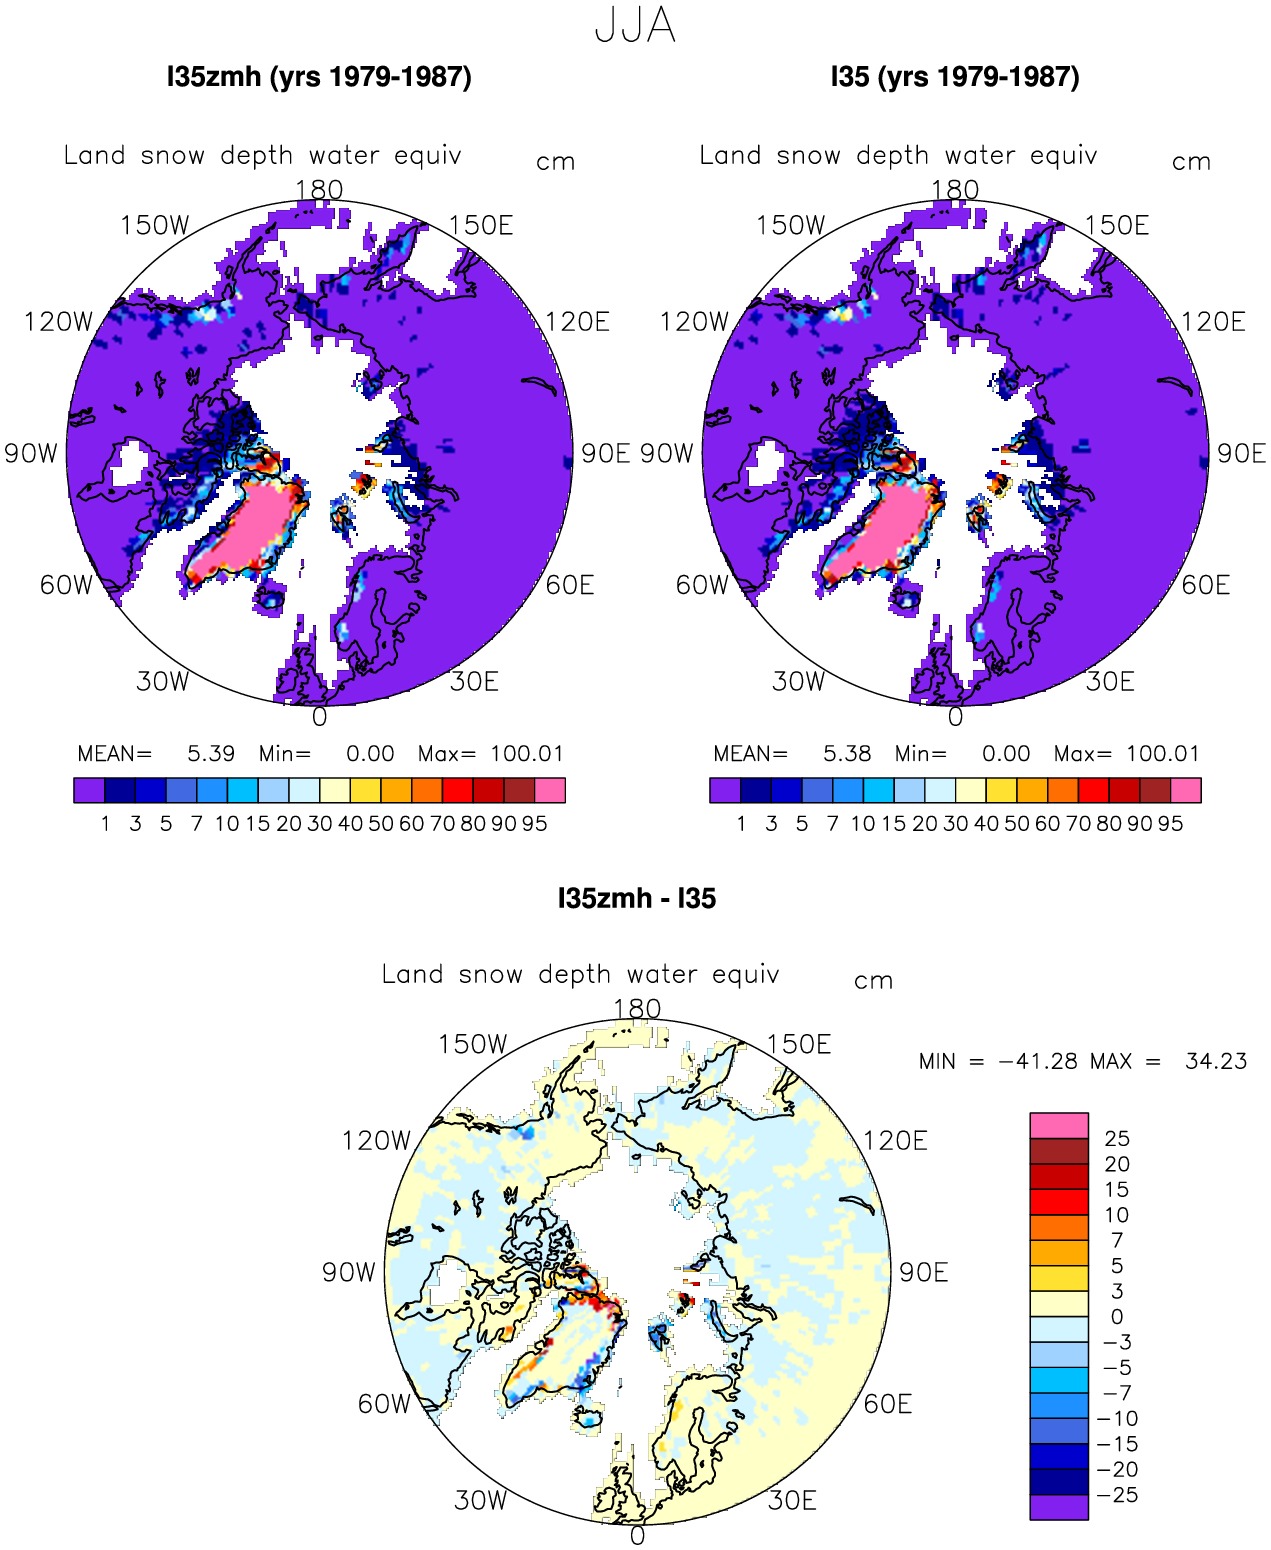 JJA
l35zmh (yrs 1979-1987)
l35 (yrs 1979-1987)
Land snow depth water equiv cm
Land snow depth water equiv cm
180
150W 150E
120W 120E
90W 90E
60W 60E
30W 30E
0
180
150W 150E
120W 120E
90W 90E
60W 60E
30W 30E
0
MEAN= 5.39 Min= 0.00 Max= 100.01
MEAN= 5.38 Min= 0.00 Max= 100.01
1 3 5 7 10 15 20 30 40 50 60 70 80 90 95
1 3 5 7 10 15 20 30 40 50 60 70 80 90 95
l35zmh - l35
Land snow depth water equiv cm
180
150W 150E
120W 120E
90W 90E
60W 60E
30W 30E
0
MIN = −41.28 MAX = 34.23
25
20
15
10
7
5
3
0
−3
−5
−7
−10
−15
−20
−25